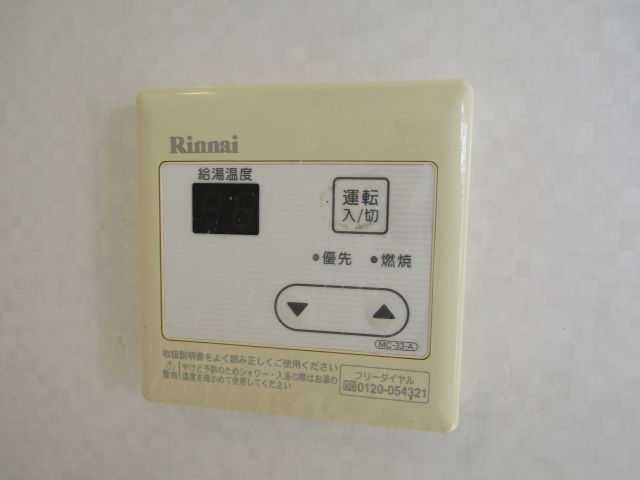 Rinnai
給湯温度
運転
入/切
優先 燃焼
MC-33-A
取扱説明書をよく読み正しくご使用ください
警告 やけど予防のためシャワー・入浴の際はお湯の
温度を確かめて使用してください
フリーダイヤル
0120-054321